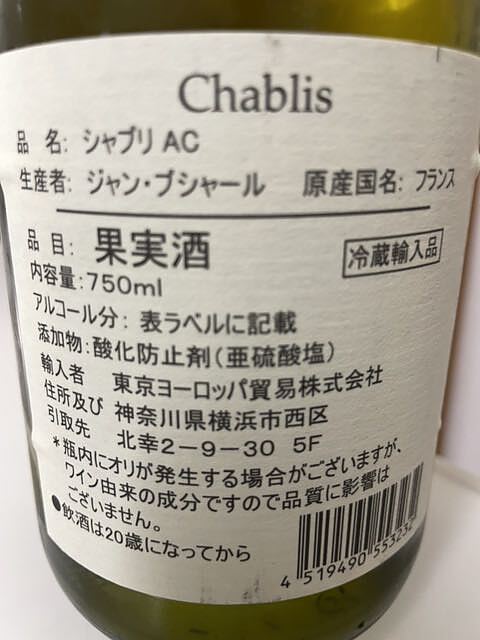 Chablis
品 名: シャブリ AC
生産者: ジャン・ブシャール 原産国名: フランス
品目: 果実酒 冷蔵輸入品
内容量:750ml
アルコール分: 表ラベルに記載
添加物:酸化防止剤(亜硫酸塩)
輸入者 東京ヨーロッパ貿易株式会社
住所及び 神奈川県横浜市西区
引取先 北幸2-9-30 5F
*瓶内にオリが発生する場合がございますが、
ワイン由来の成分ですので品質に影響は
ございません。
●飲酒は20歳になってから
4 519490 553232